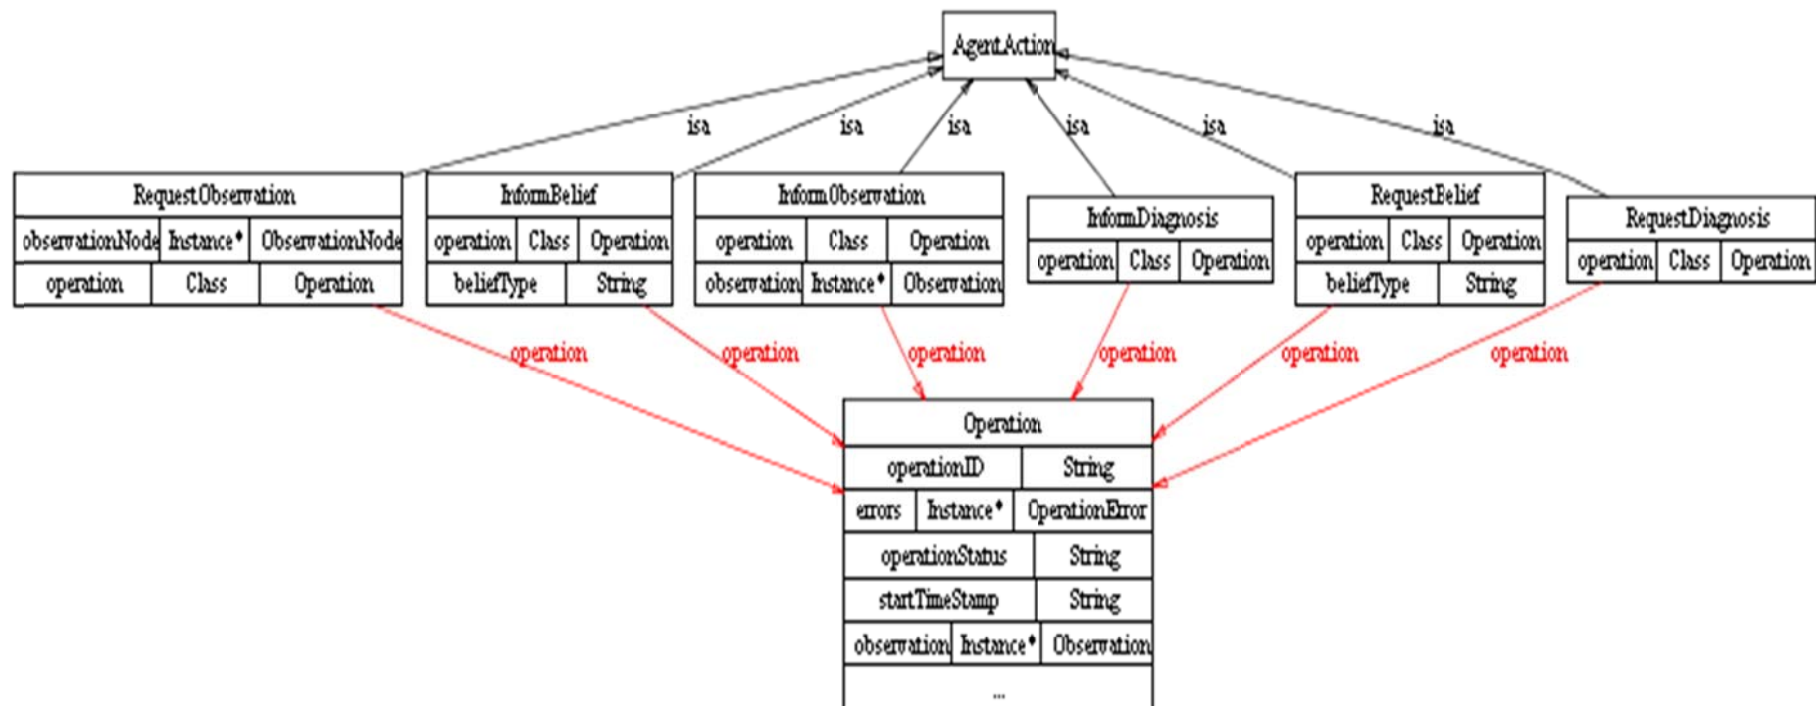 AgentAction
isa isa isa isa isa isa
RequestObservation
observationNode Instance* ObservationNode
operation Class Operation
InformBelief
operation Class Operation
beliefType String
InformObservation
operation Class Operation
observation Instance* Observation
InformDiagnosis
operation Class Operation
RequestBelief
operation Class Operation
beliefType String
RequestDiagnosis
operation Class Operation
operation operation operation operation operation operation
Operation
operationID String
errors Instance* OperationError
operationStatus String
startTimeStamp String
observation Instance* Observation
...